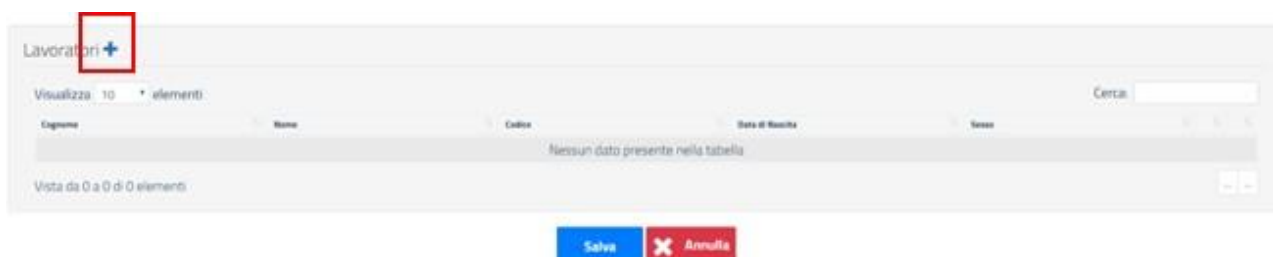 Lavoratori +
Visualizza 10 elementi Cerca:
Cognome Nome Codice Data di Nascita Sesso
Nessun dato presente nella tabella
Vista da 0 a 0 di 0 elementi
Salva Annulla